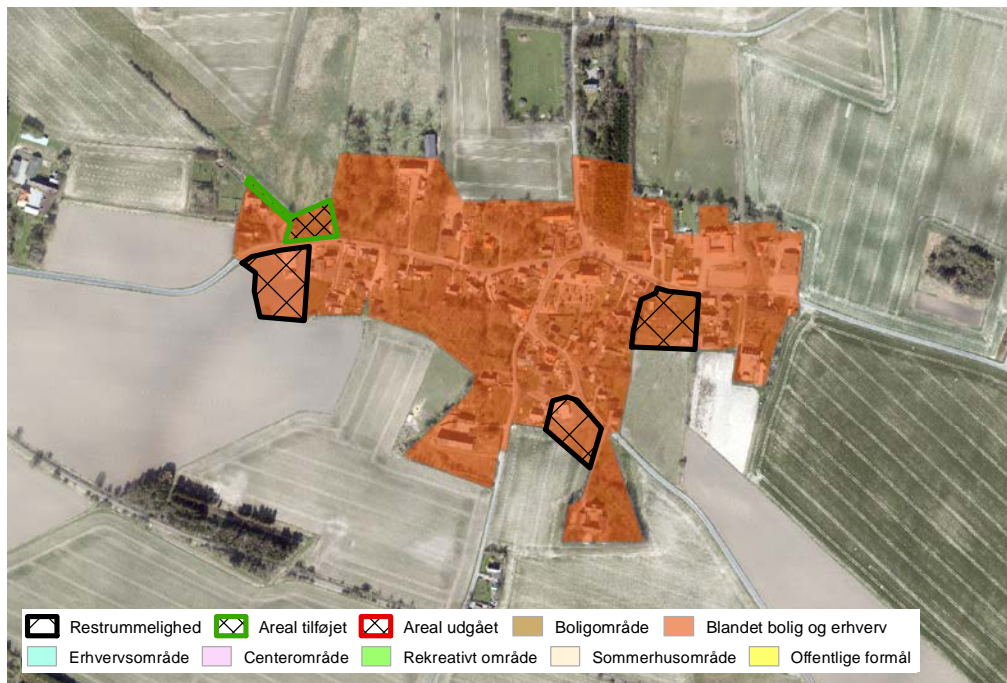 Restrummelighed Areal tilføjet Areal udgået Boligområde Blandet bolig og erhverv
Erhvervsområde Centerområde Rekreativt område Sommerhusområde Offentlige formål